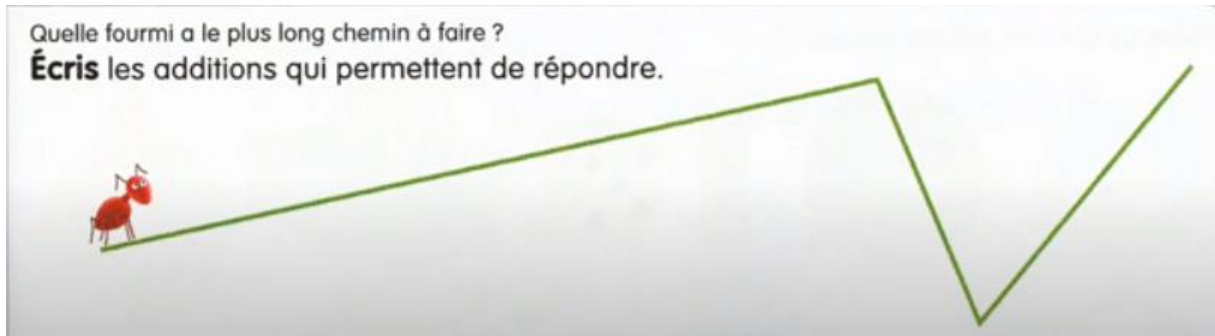 Quelle fourmi a le plus long chemin à faire ?
Écris les additions qui permettent de répondre.